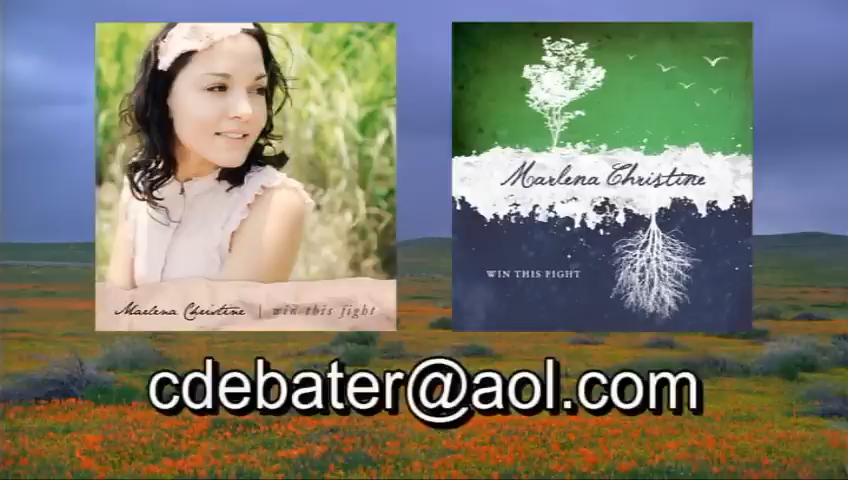 Marlena Christine | win this fight
Marlena Christine
WIN THIS FIGHT
cdebater@aol.com